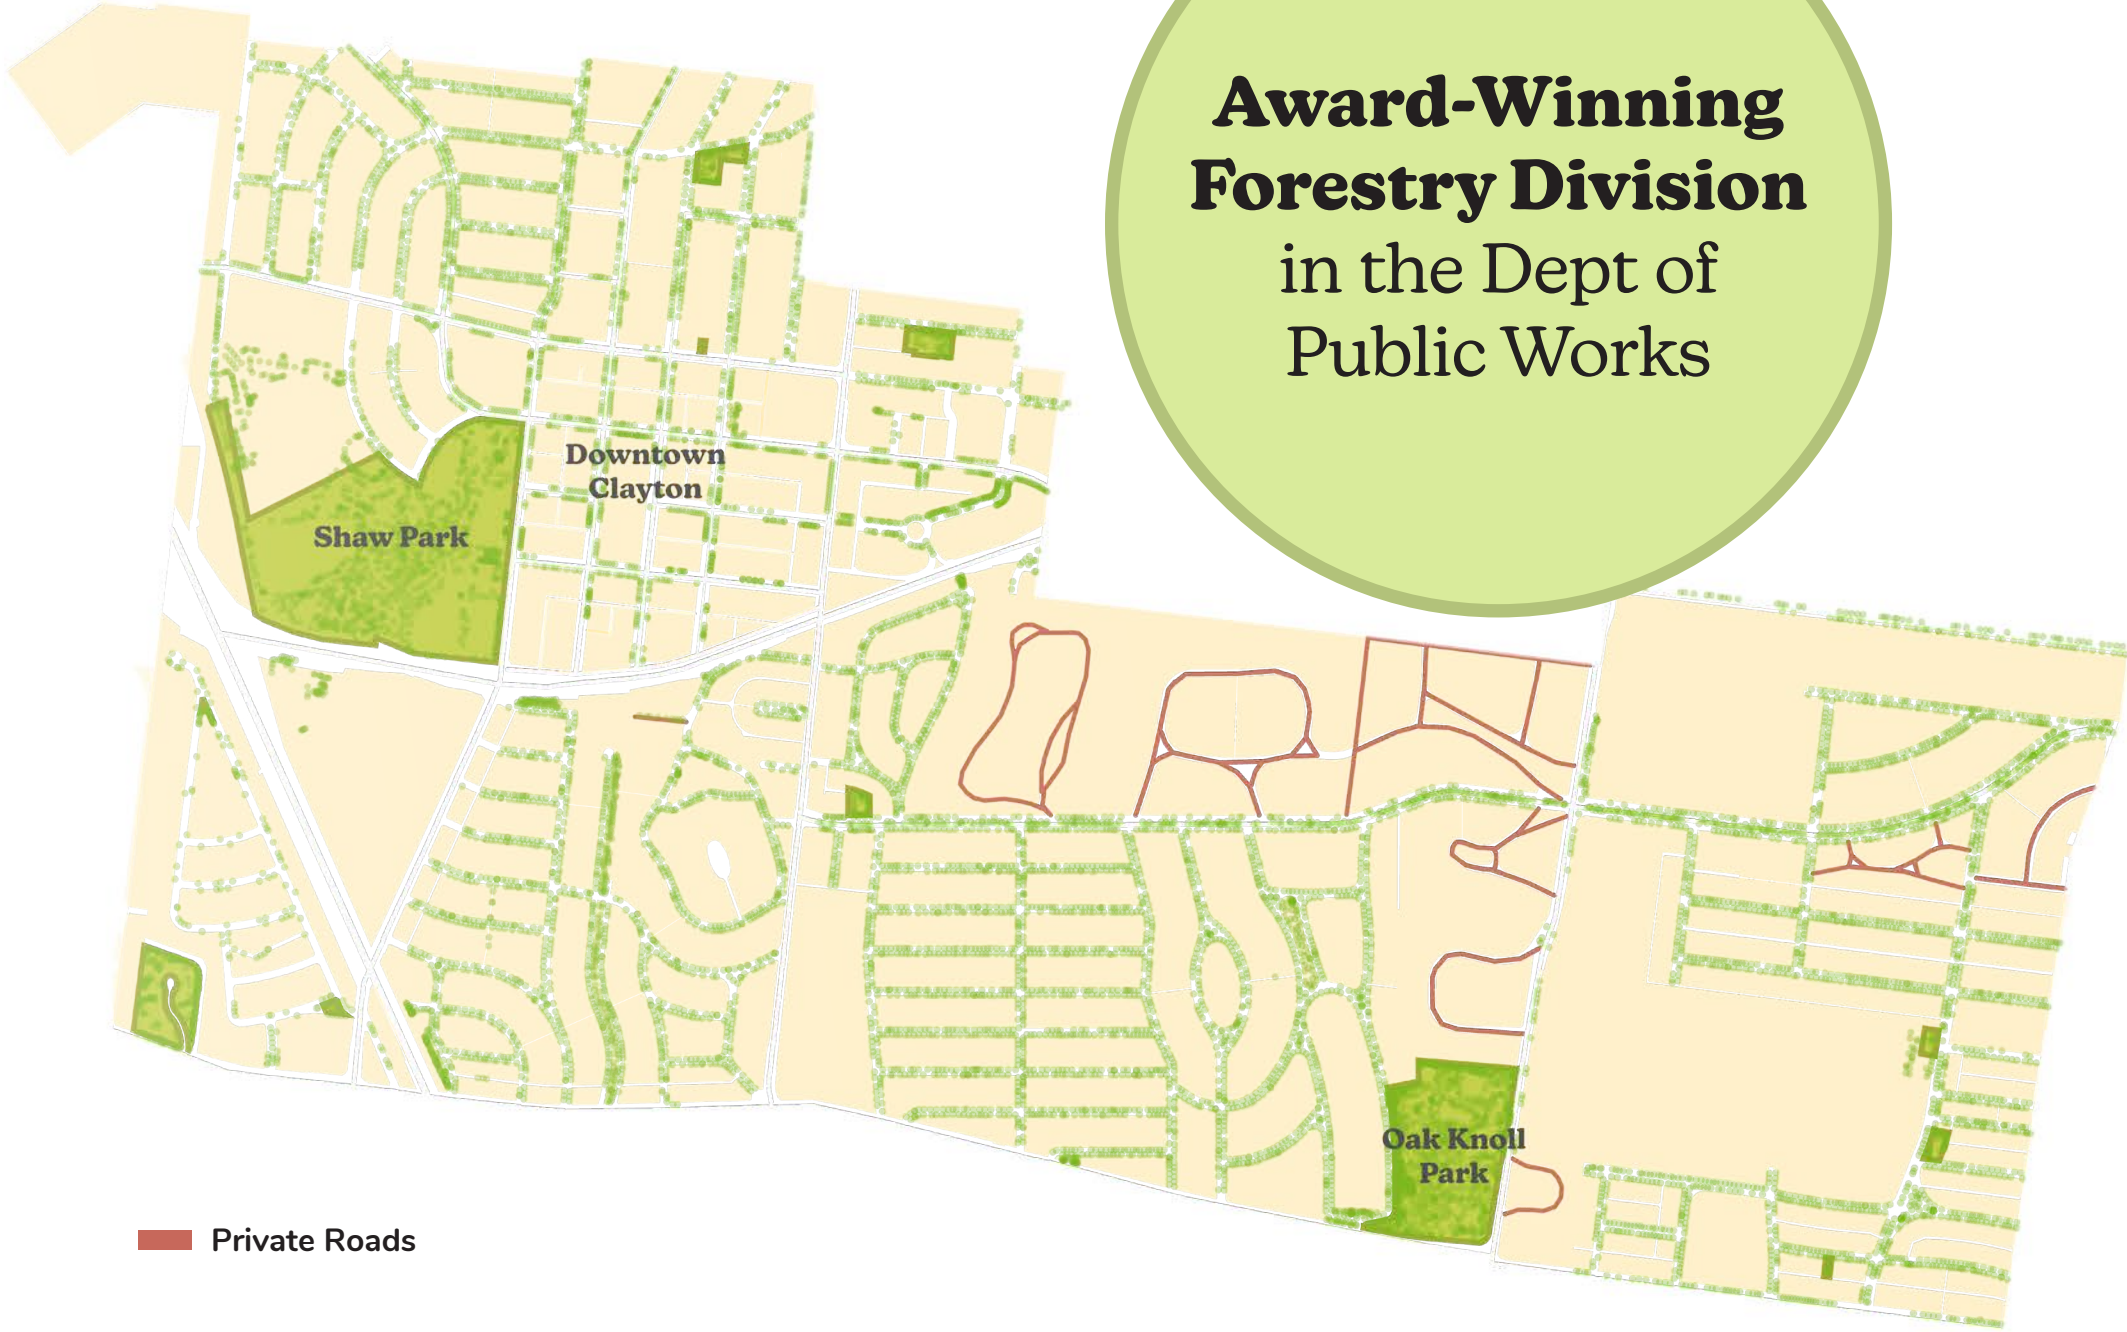 Award-Winning
Forestry Division
in the Dept of
Public Works
Downtown
Clayton
Shaw Park
Oak Knoll
Park
Private Roads